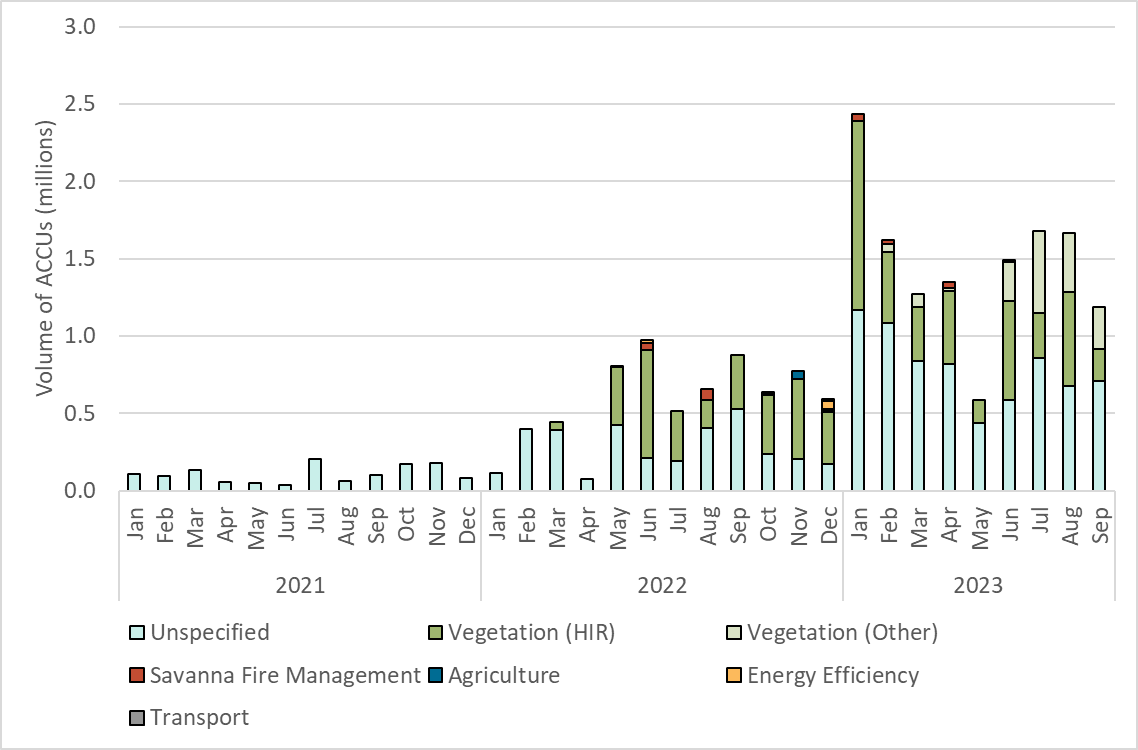 3.0
2.5
2.0
1.5
1.0
0.5
0.0
Volume of ACCUs (millions)
Jan Feb Mar Apr May Jun Jul Aug Sep Oct Nov Dec Jan Feb Mar Apr May Jun Jul Aug Sep Oct Nov Dec Jan Feb Mar Apr May Jun Jul Aug Sep
2021 2022 2023
Unspecified Vegetation (HIR) Vegetation (Other)
Savanna Fire Management Agriculture Energy Efficiency
Transport